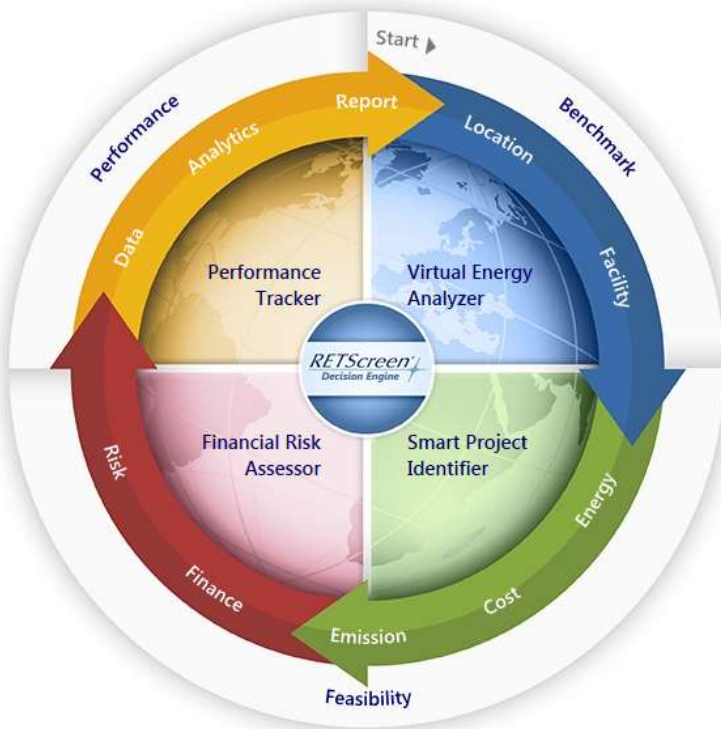 Start
Performance
Benchmark
Report
Analytics
Data
Location
Facility
Performance
Tracker
Virtual Energy
Analyzer
RETScreen®
Decision Engine
Financial Risk
Assessor
Smart Project
Identifier
Risk
Finance
Energy
Cost
Emission
Feasibility